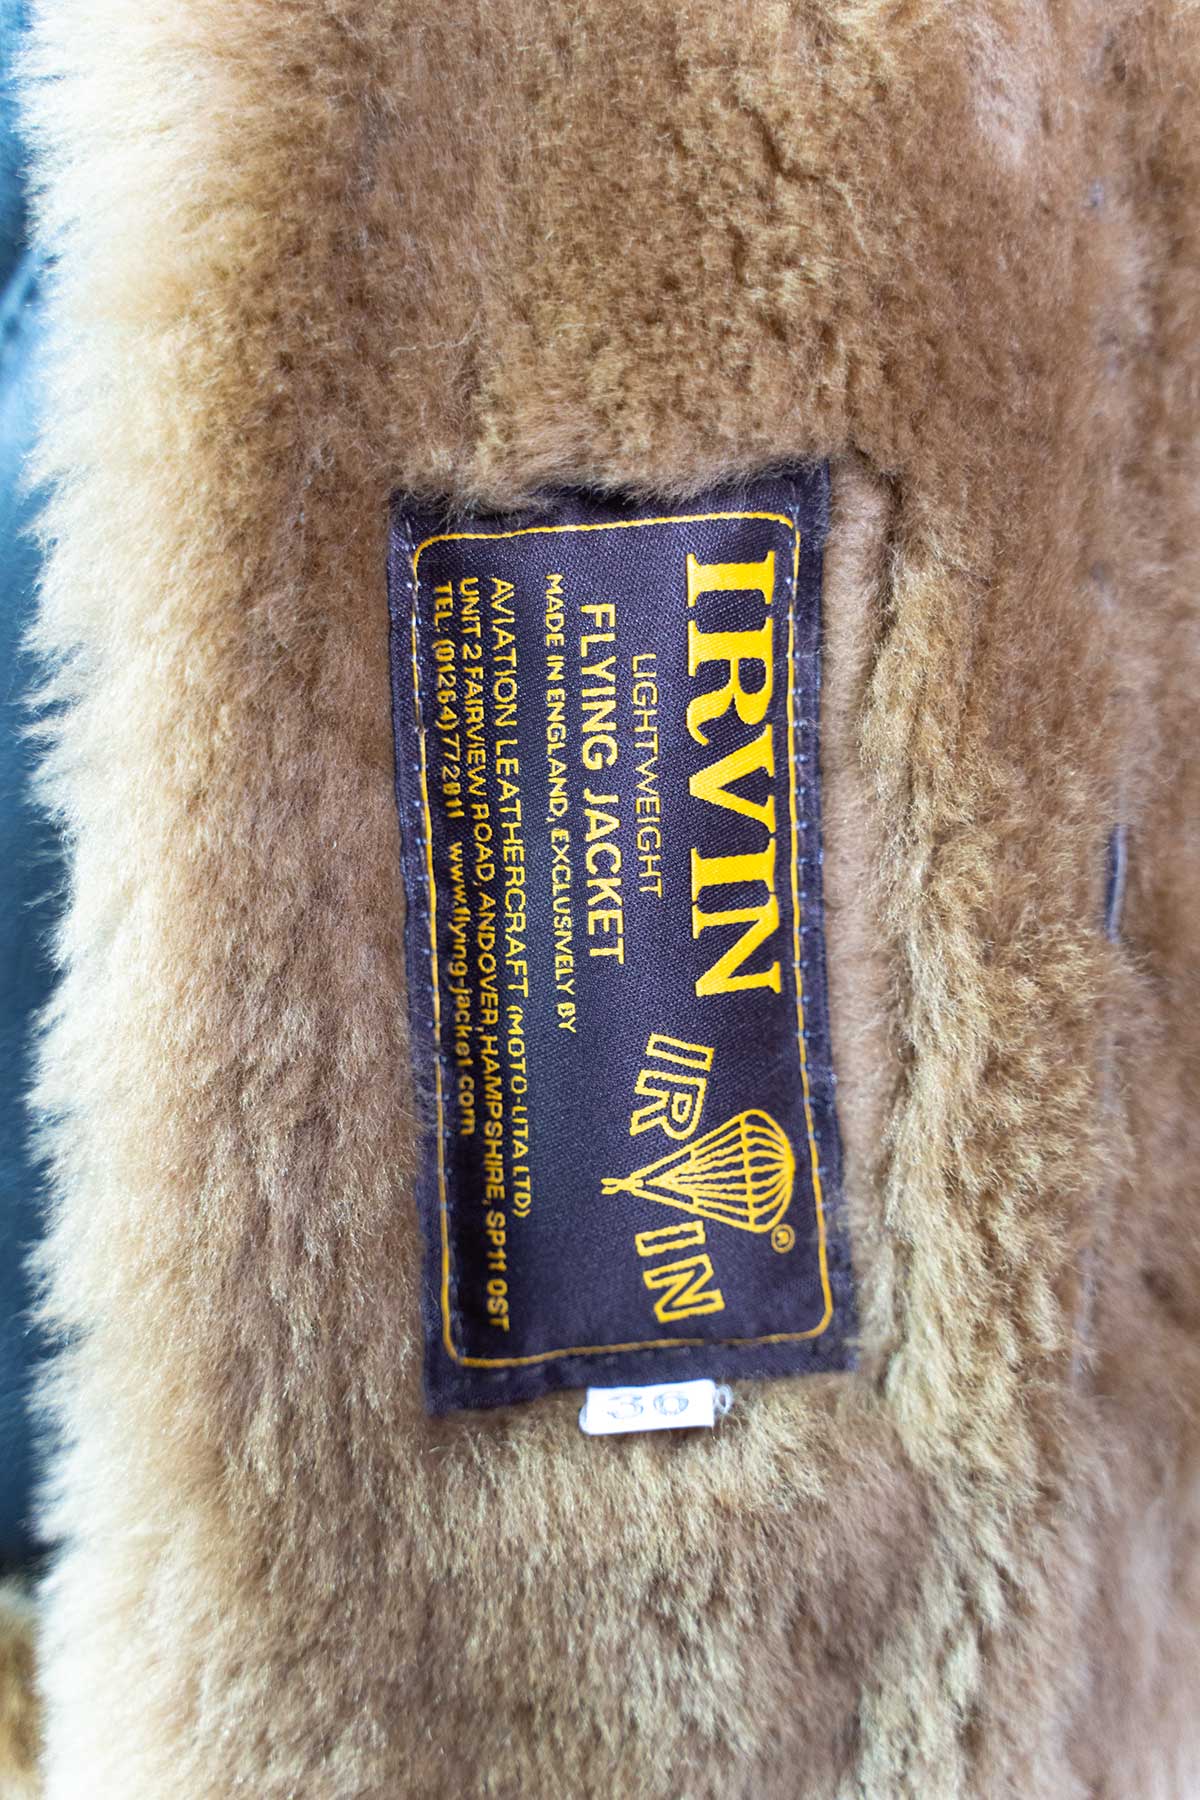 IRVIN
LIGHTWEIGHT
FLYING JACKET
MADE IN ENGLAND, EXCLUSIVELY BY
AVIATION LEATHERCRAFT (MOTO-LITA LTD)
UNIT 2 FAIRVIEW ROAD, ANDOVER, HAMPSHIRE, SP11 0ST
TEL. (01264) 772811 www.flying-jacket.com
IRVIN ®
36